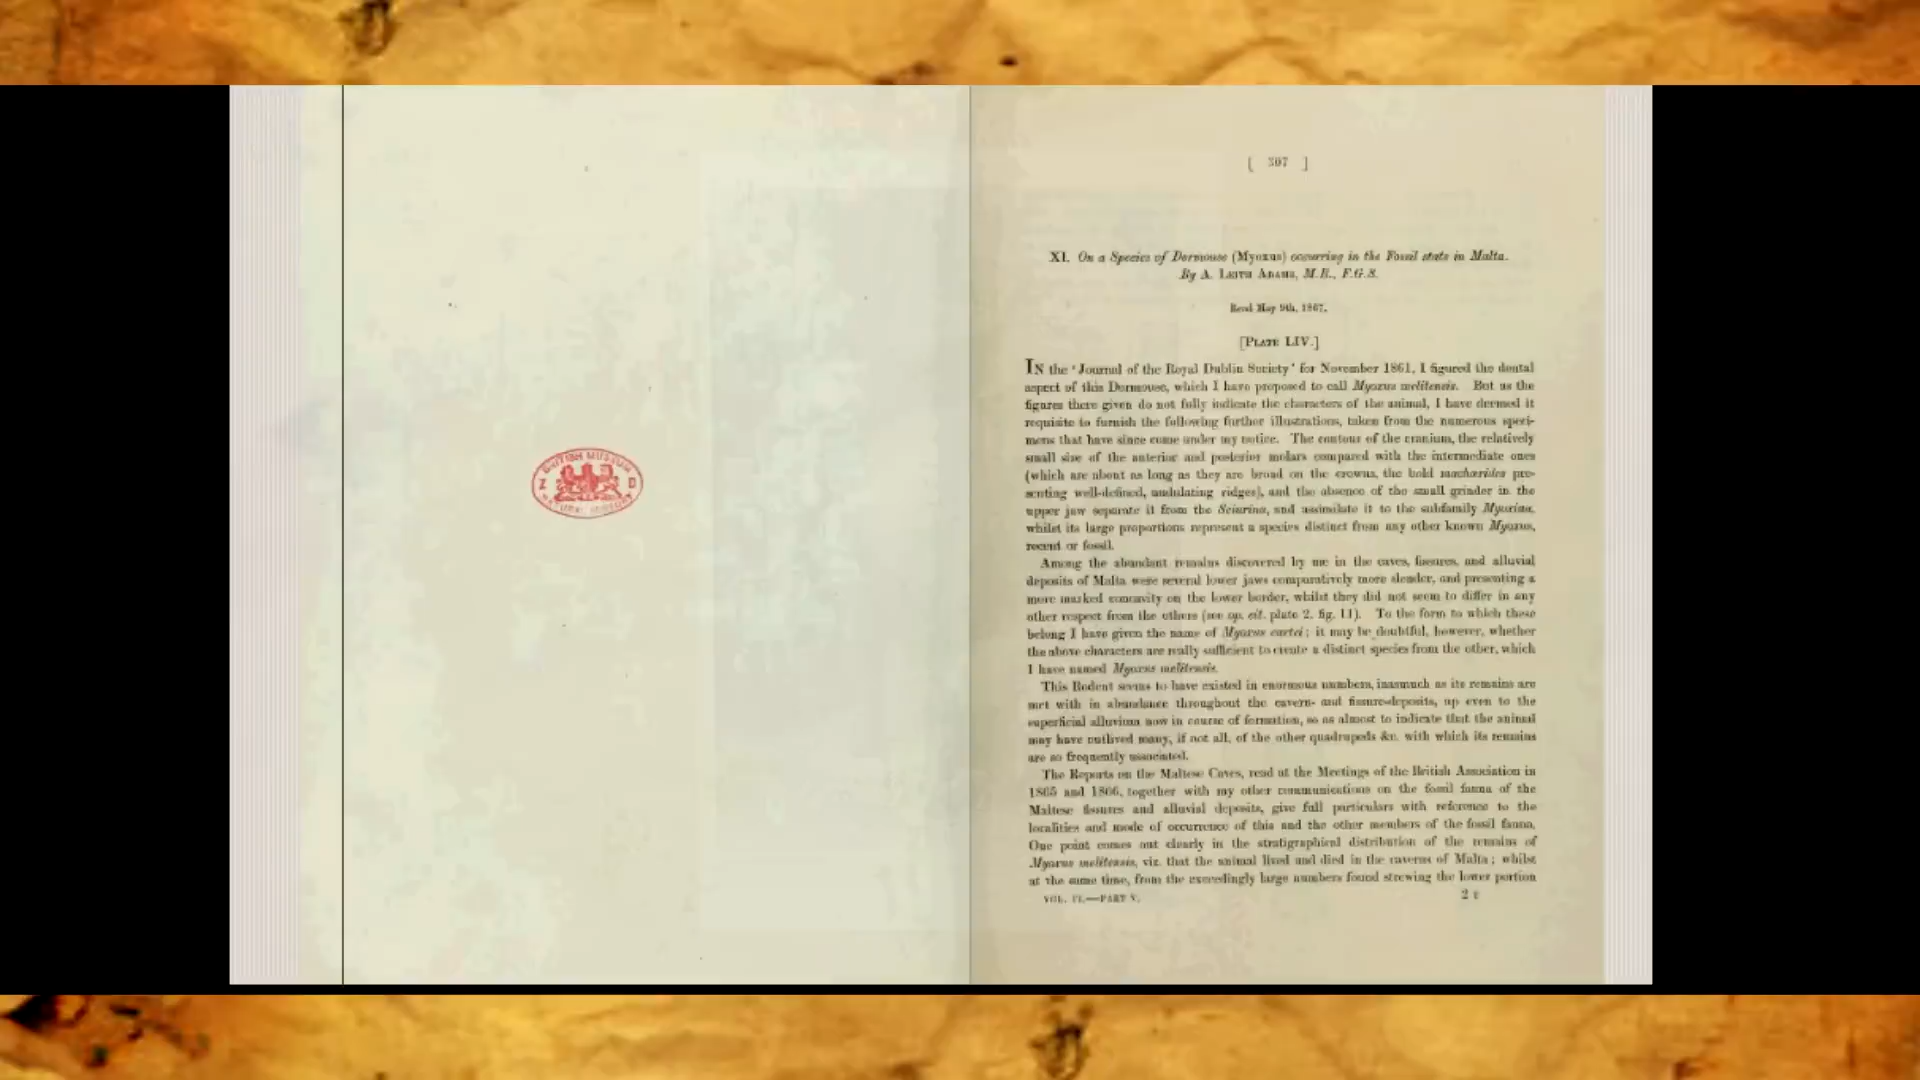 BRITISH MUSEUM
Z D
NATURAL HISTORY
[ 307 ]
XI. On a Species of Dormouse (Myoxus) occurring in the Fossil state in Malta.
By A. LEITH ADAMS, M.B., F.G.S.
Read May 9th, 1867.
[PLATE LIV.]
IN the 'Journal of the Royal Dublin Society' for November 1861, I figured the dental
aspect of this Dormouse, which I have proposed to call Myoxus melitensis. But as the
figures there given do not fully indicate the characters of the animal, I have deemed it
requisite to furnish the following further illustrations, taken from the numerous speci-
mens that have since come under my notice. The contour of the cranium, the relatively
small size of the anterior and posterior molars compared with the intermediate ones
(which are about as long as they are broad on the crowns, the bold machœrides pre-
senting well-defined, undulating ridges), and the absence of the small grinder in the
upper jaw separate it from the Sciurina, and assimilate it to the subfamily Myoxina,
whilst its large proportions represent a species distinct from any other known Myoxus,
recent or fossil.
Among the abundant remains discovered by me in the caves, fissures, and alluvial
deposits of Malta were several lower jaws comparatively more slender, and presenting a
more marked concavity on the lower border, whilst they did not seem to differ in any
other respect from the others (see op. cit. plate 2. fig. 11). To the form to which these
belong I have given the name of Myoxus cartei; it may be doubtful, however, whether
the above characters are really sufficient to create a distinct species from the other, which
I have named Myoxus melitensis.
This Rodent seems to have existed in enormous numbers, inasmuch as its remains are
met with in abundance throughout the cavern- and fissure-deposits, up even to the
superficial alluvium now in course of formation, so as almost to indicate that the animal
may have outlived many, if not all, of the other quadrupeds &c. with which its remains
are so frequently associated.
The Reports on the Maltese Caves, read at the Meetings of the British Association in
1865 and 1866, together with my other communications on the fossil fauna of the
Maltese fissures and alluvial deposits, give full particulars with reference to the
localities and mode of occurrence of this and the other members of the fossil fauna.
One point comes out clearly in the stratigraphical distribution of the remains of
Myoxus melitensis, viz. that the animal lived and died in the caverns of Malta; whilst
at the same time, from the exceedingly large numbers found strewing the lower portion
VOL. VI.—PART V.
2